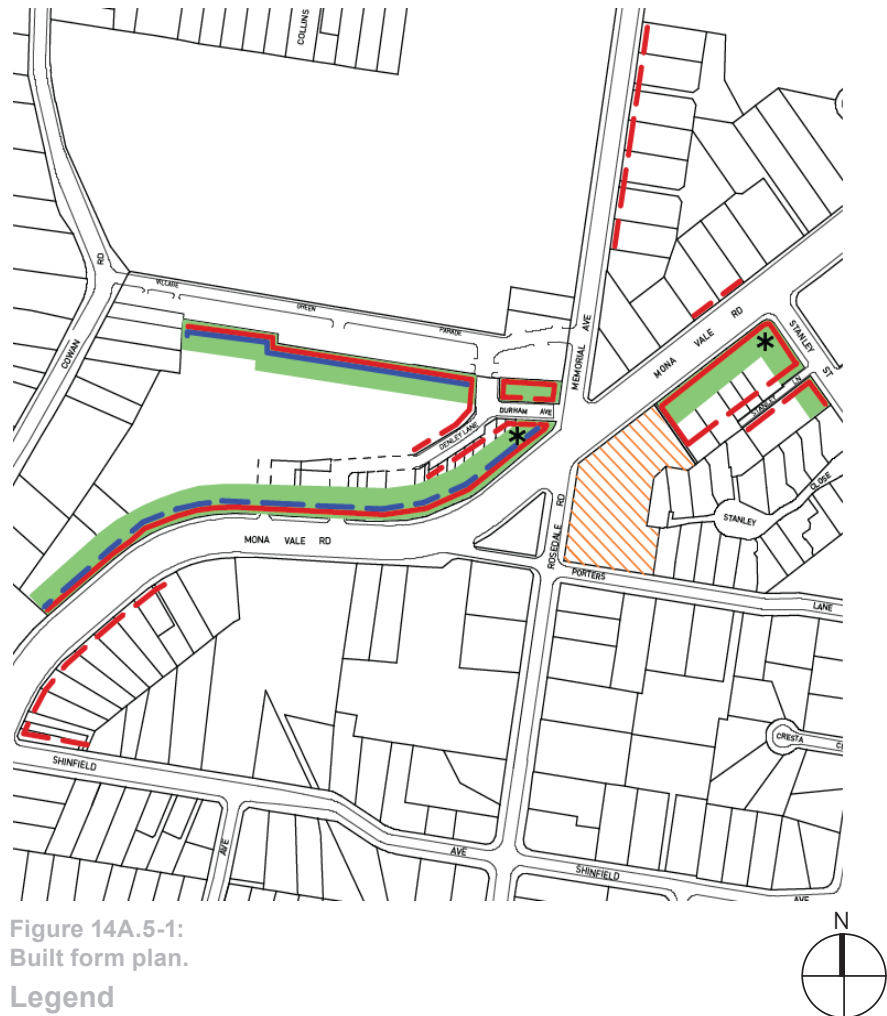 COLLINS
RD
COWAN
VILLAGE
GREEN
PARADE
MEMORIAL AVE
MONA VALE RD
STANLEY ST
STANLEY LN
DURHAM AVE
DENLEY LANE
MONA VALE RD
ROSEDALE RD
STANLEY CLOSE
PORTERS
LANE
CRESTA
SHINFIELD
AVE
AVE
SHINFIELD
AVE
Figure 14A.5-1:
Built form plan.
Legend
N